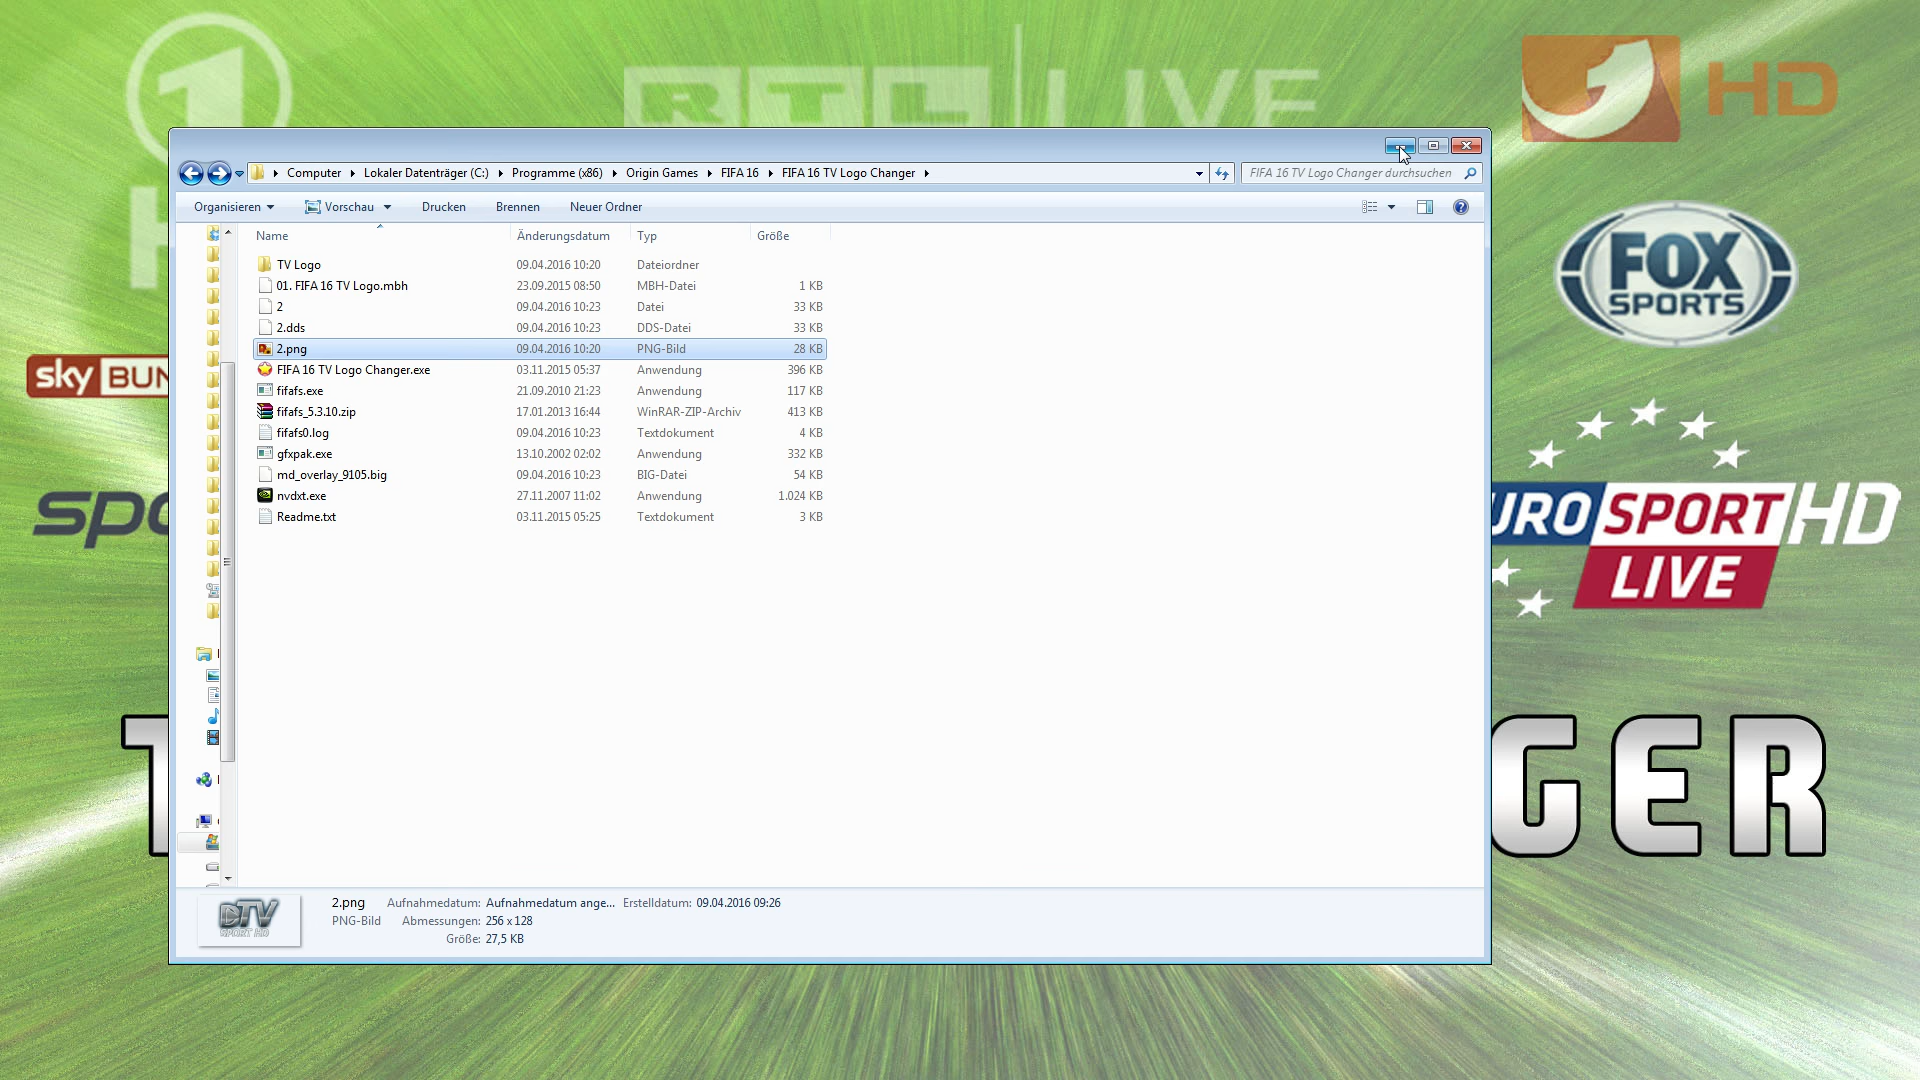 1
RTL LIVE
HD
Computer Lokaler Datenträger (C:) Programme (x86) Origin Games FIFA 16 FIFA 16 TV Logo Changer
FIFA 16 TV Logo Changer durchsuchen
Organisieren Vorschau Drucken Brennen Neuer Ordner
Name Änderungsdatum Typ Größe
TV Logo 09.04.2016 10:20 Dateiordner
01. FIFA 16 TV Logo.mbh 23.09.2015 08:50 MBH-Datei 1 KB
2 09.04.2016 10:23 Datei 33 KB
2.dds 09.04.2016 10:23 DDS-Datei 33 KB
2.png 09.04.2016 10:20 PNG-Bild 28 KB
FIFA 16 TV Logo Changer.exe 03.11.2015 05:37 Anwendung 396 KB
fifafs.exe 21.09.2010 21:23 Anwendung 117 KB
fifafs_5.3.10.zip 17.01.2013 16:44 WinRAR-ZIP-Archiv 413 KB
fifafs0.log 09.04.2016 10:23 Textdokument 4 KB
gfxpak.exe 13.10.2002 02:02 Anwendung 332 KB
md_overlay_9105.big 09.04.2016 10:23 BIG-Datei 54 KB
nvdxt.exe 27.11.2007 11:02 Anwendung 1.024 KB
Readme.txt 03.11.2015 05:25 Textdokument 3 KB
2.png Aufnahmedatum: Aufnahmedatum ange... Erstelldatum: 09.04.2016 09:26
PNG-Bild Abmessungen: 256 x 128
Größe: 27,5 KB
DTV
SPORT HD
sky BUN
spo
FOX
SPORTS
URO SPORT HD
LIVE
T
GER